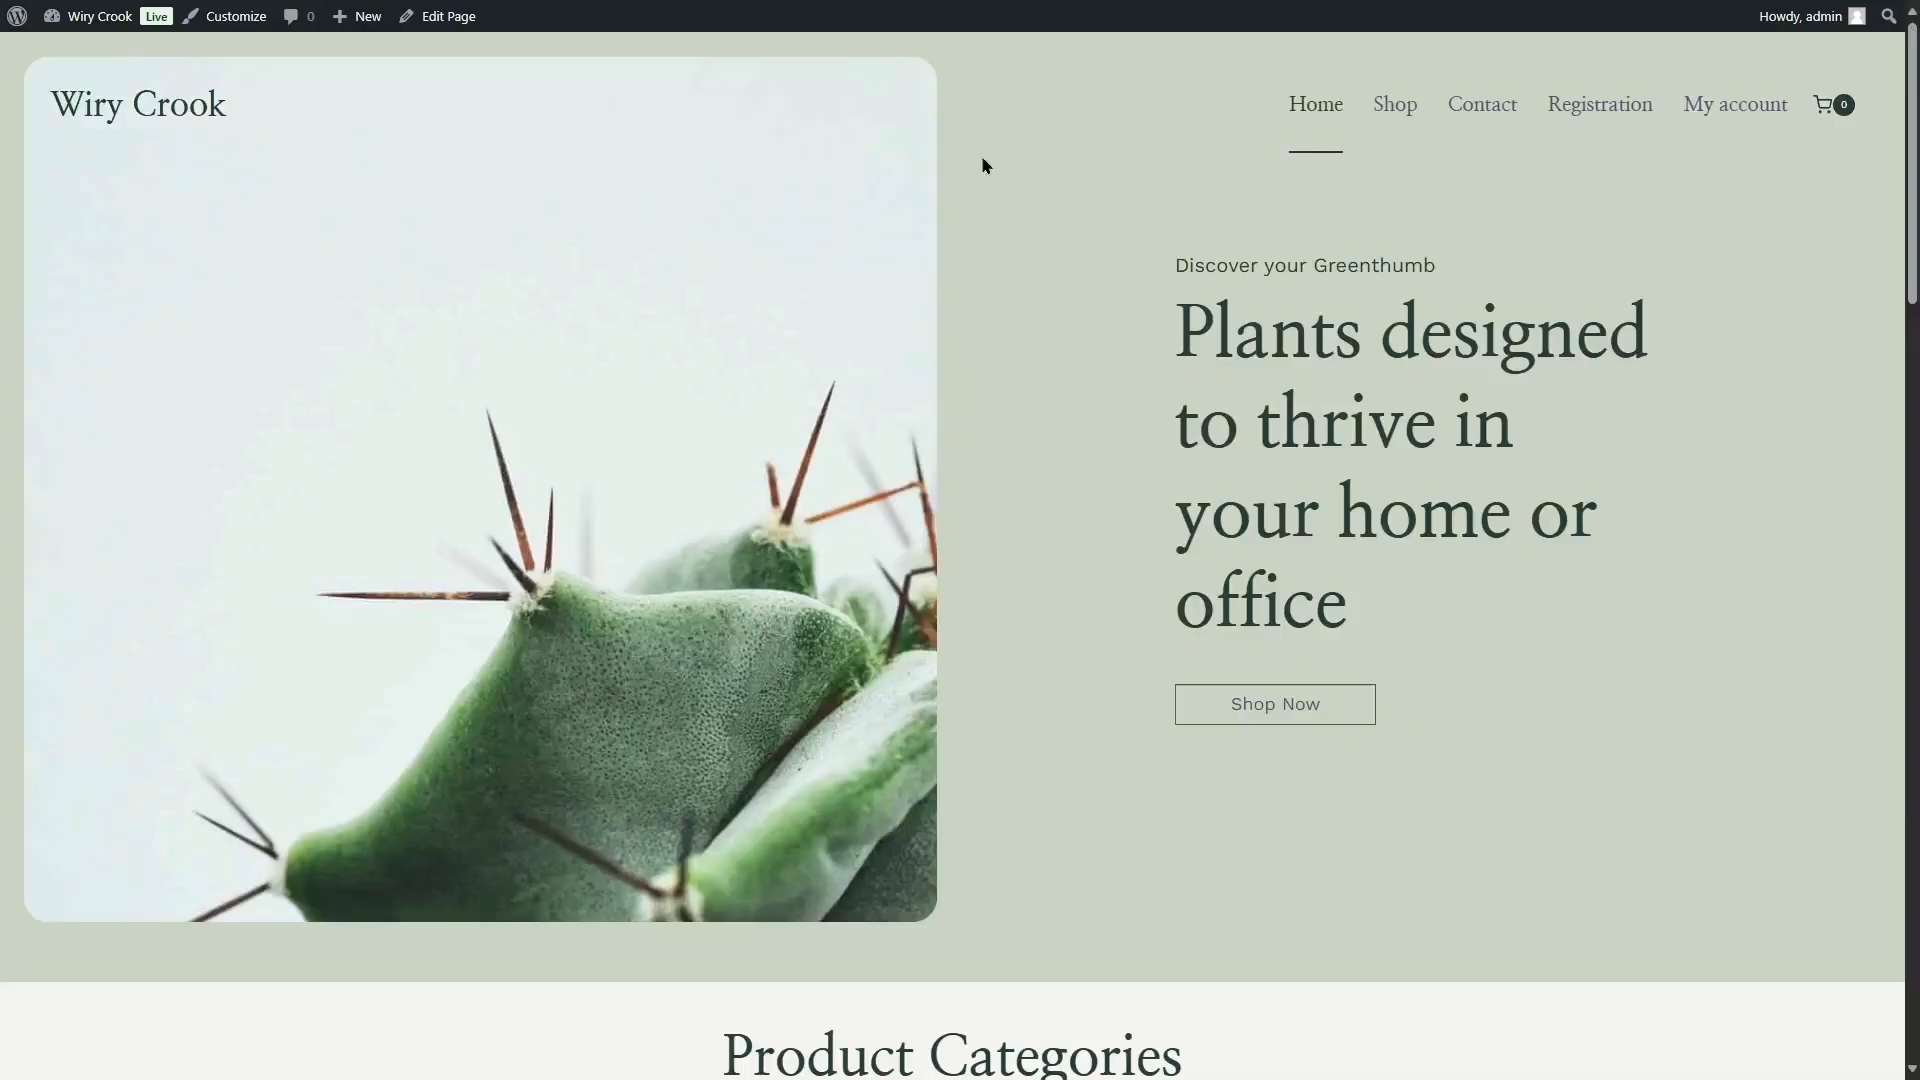 Wiry Crook Live Customize 0 New Edit Page Howdy, admin
Wiry Crook
Home Shop Contact Registration My account 0
Discover your Greenthumb
Plants designed
to thrive in
your home or
office
Shop Now
Product Categories